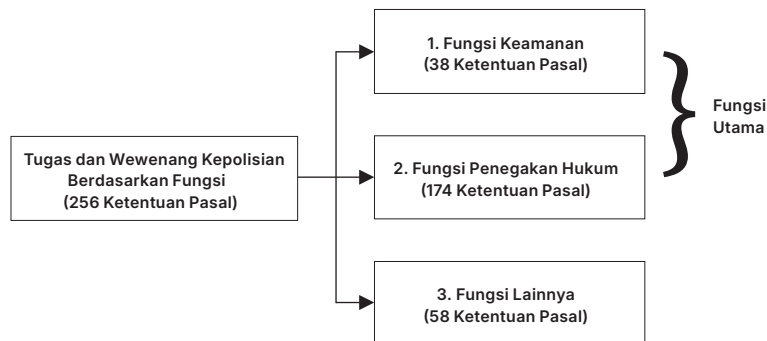 1. Fungsi Keamanan
(38 Ketentuan Pasal)
Fungsi
Utama
Tugas dan Wewenang Kepolisian
Berdasarkan Fungsi
(256 Ketentuan Pasal)
2. Fungsi Penegakan Hukum
(174 Ketentuan Pasal)
3. Fungsi Lainnya
(58 Ketentuan Pasal)